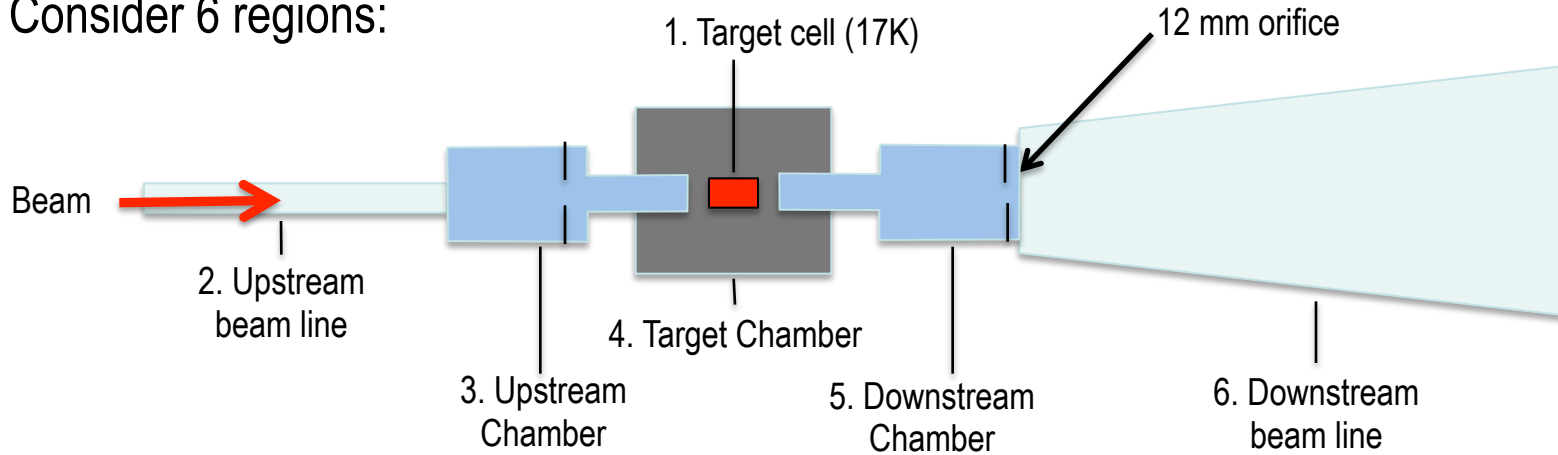 Consider 6 regions:
1. Target cell (17K)
12 mm orifice
Beam
2. Upstream
beam line
3. Upstream
Chamber
4. Target Chamber
5. Downstream
Chamber
6. Downstream
beam line